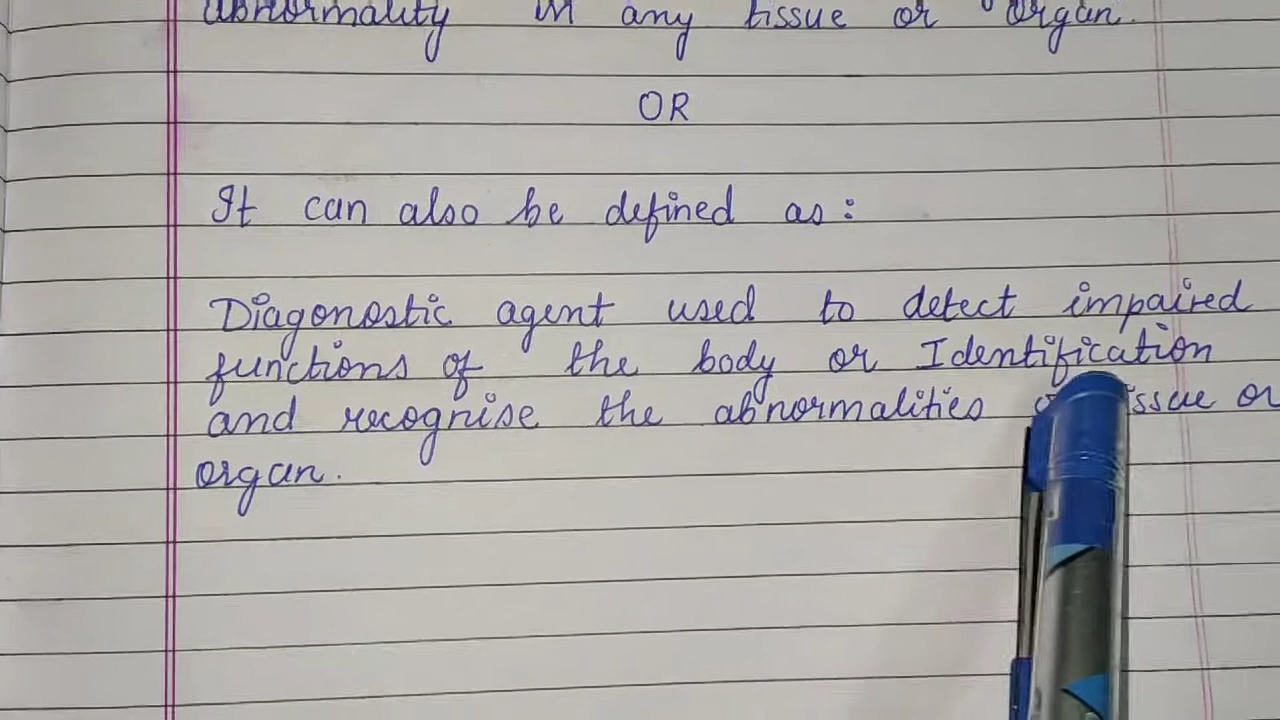 abnormality in any tissue or organ.
OR
It can also be defined as:
Diagonostic agent used to detect impaired
functions of the body or Identification
and recognise the abnormalities or
organ.